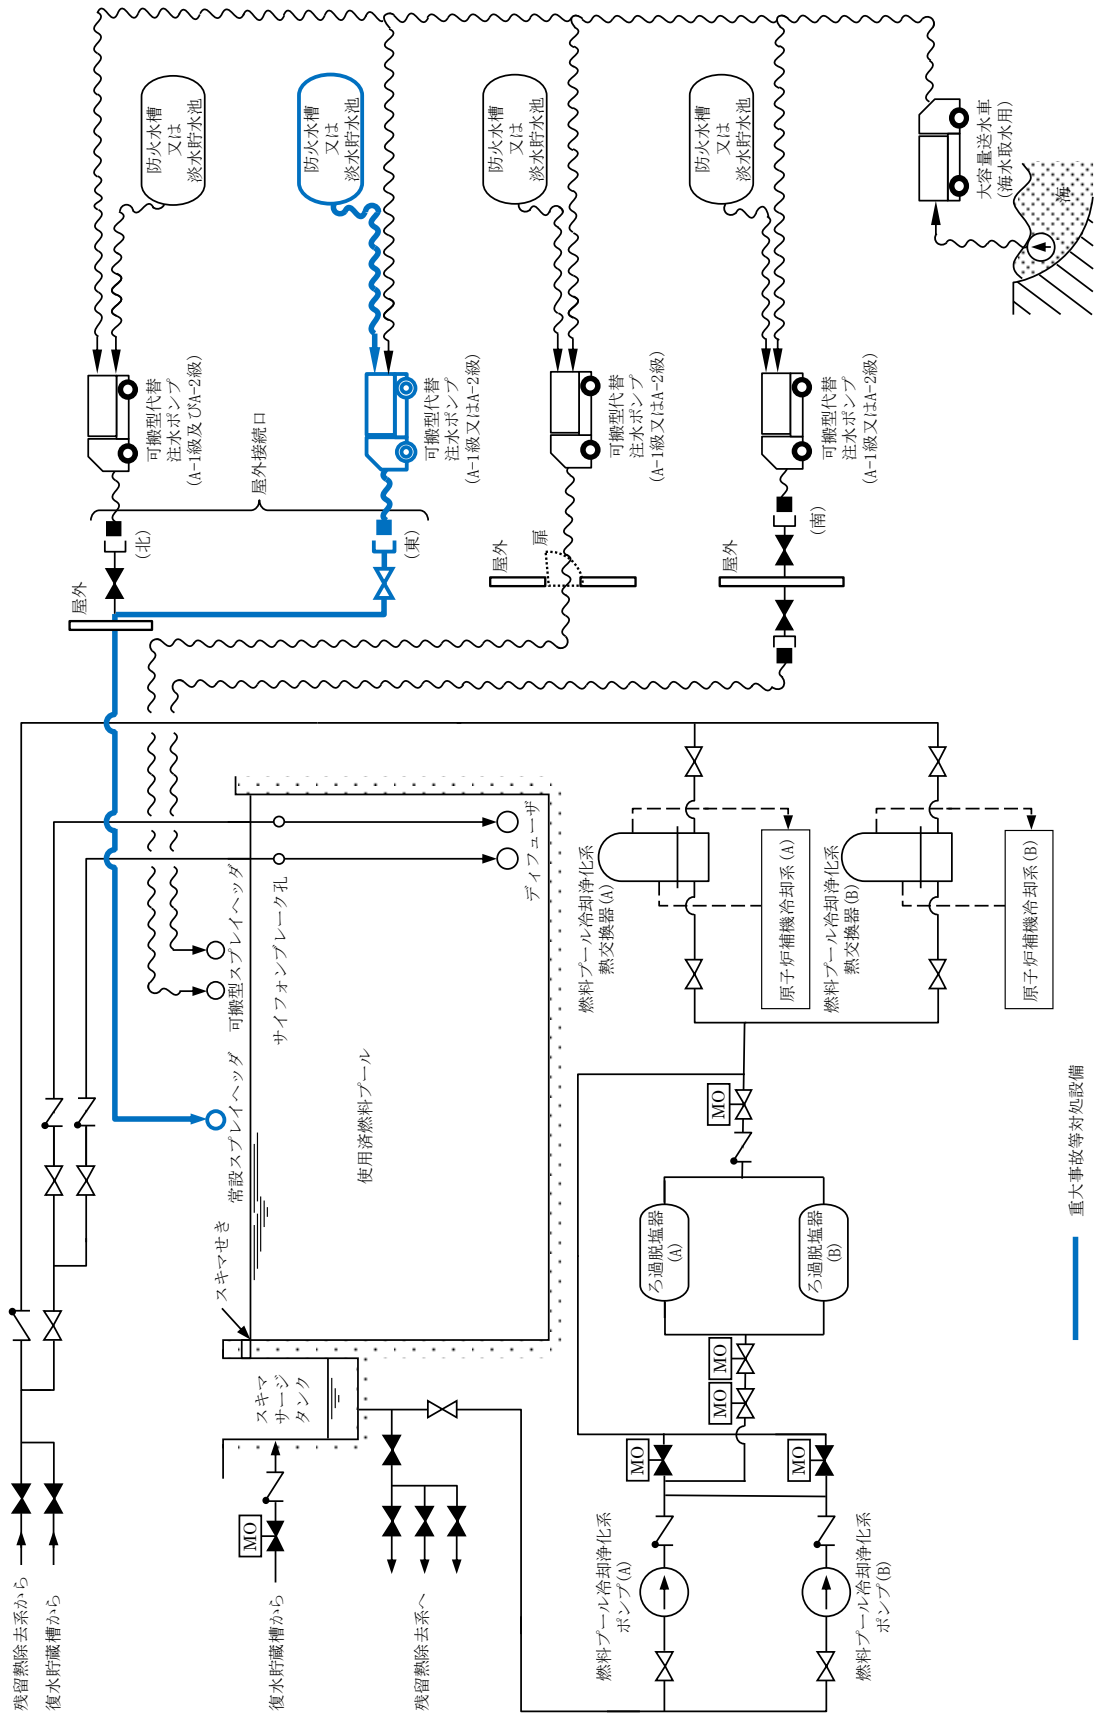 残留熱除去系から
復水貯蔵槽から
MO
復水貯蔵槽から
残留熱除去系へ
スキマ
サージ
タンク
スキマせき
常設スプレイヘッダ
可搬型スプレイヘッダ
サイフォンブレーク孔
使用済燃料プール
ディフューザ
屋外
(北)
(東)
屋外接続口
可搬型代替
注水ポンプ
(A-1級及びA-2級)
防火水槽
又は
淡水貯水池
可搬型代替
注水ポンプ
(A-1級又はA-2級)
防火水槽
又は
淡水貯水池
屋外
扉
可搬型代替
注水ポンプ
(A-1級又はA-2級)
防火水槽
又は
淡水貯水池
屋外
(南)
可搬型代替
注水ポンプ
(A-1級又はA-2級)
防火水槽
又は
淡水貯水池
大容量送水車
(海水取水用)
海
燃料プール冷却浄化系
ポンプ(A)
燃料プール冷却浄化系
ポンプ(B)
MO
MO
MO
MO
ろ過脱塩器
(A)
ろ過脱塩器
(B)
MO
燃料プール冷却浄化系
熱交換器(A)
原子炉補機冷却系(A)
燃料プール冷却浄化系
熱交換器(B)
原子炉補機冷却系(B)
重大事故等対処設備